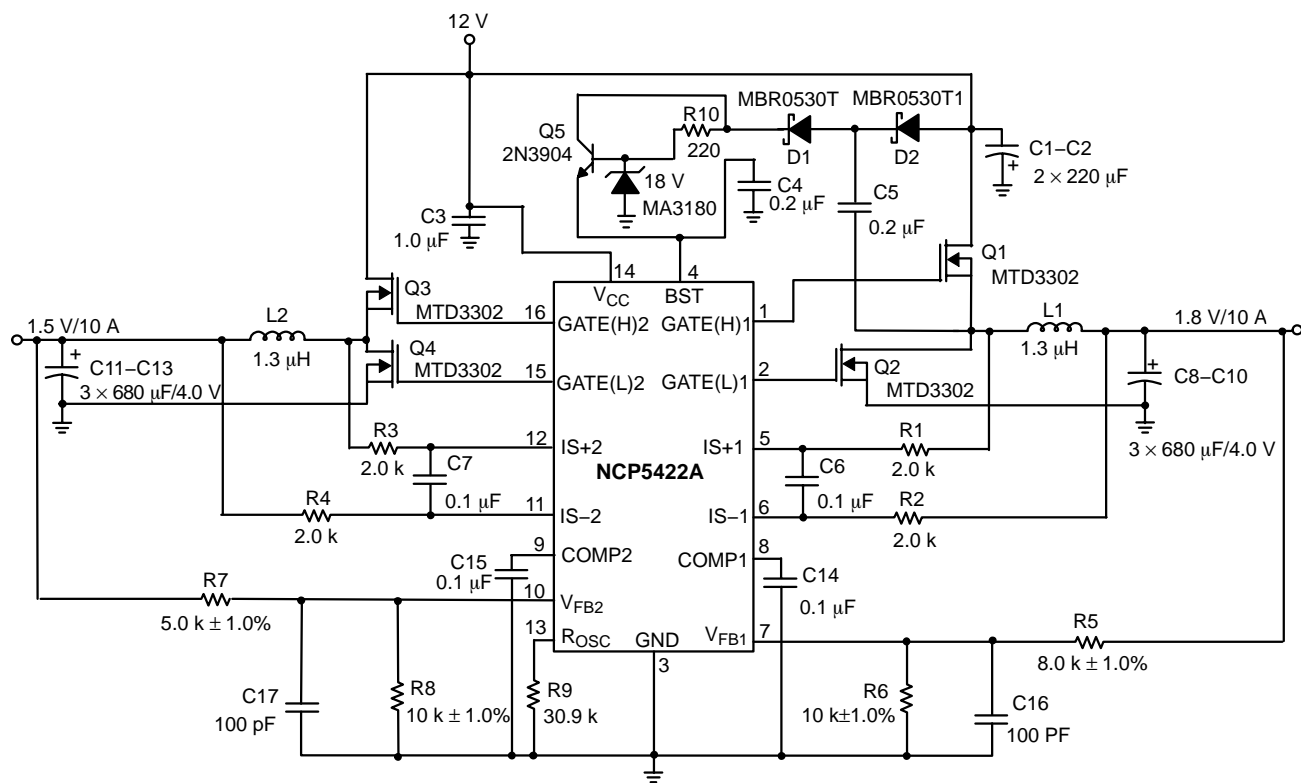 12 V
MBR0530T
MBR0530T1
R10
220
Q5
2N3904
D1
D2
C1–C2
2 × 220 µF
18 V
MA3180
C4
0.2 µF
C5
0.2 µF
C3
1.0 µF
14
4
VCC
BST
Q1
MTD3302
Q3
MTD3302
16
GATE(H)2
GATE(H)1
1
1.5 V/10 A
L2
1.3 µH
L1
1.3 µH
1.8 V/10 A
Q4
MTD3302
15
GATE(L)2
GATE(L)1
2
Q2
MTD3302
C11–C13
3 × 680 µF/4.0 V
C8–C10
3 × 680 µF/4.0 V
R3
2.0 k
12
IS+2
IS+1
5
R1
2.0 k
C7
0.1 µF
NCP5422A
C6
0.1 µF
R4
2.0 k
11
IS–2
IS–1
6
R2
2.0 k
C15
0.1 µF
9
COMP2
COMP1
8
C14
0.1 µF
R7
5.0 k ± 1.0%
10
VFB2
13
ROSC
GND
3
VFB1
7
R5
8.0 k ± 1.0%
C17
100 pF
R8
10 k ± 1.0%
R9
30.9 k
R6
10 k±1.0%
C16
100 PF
+
+
+